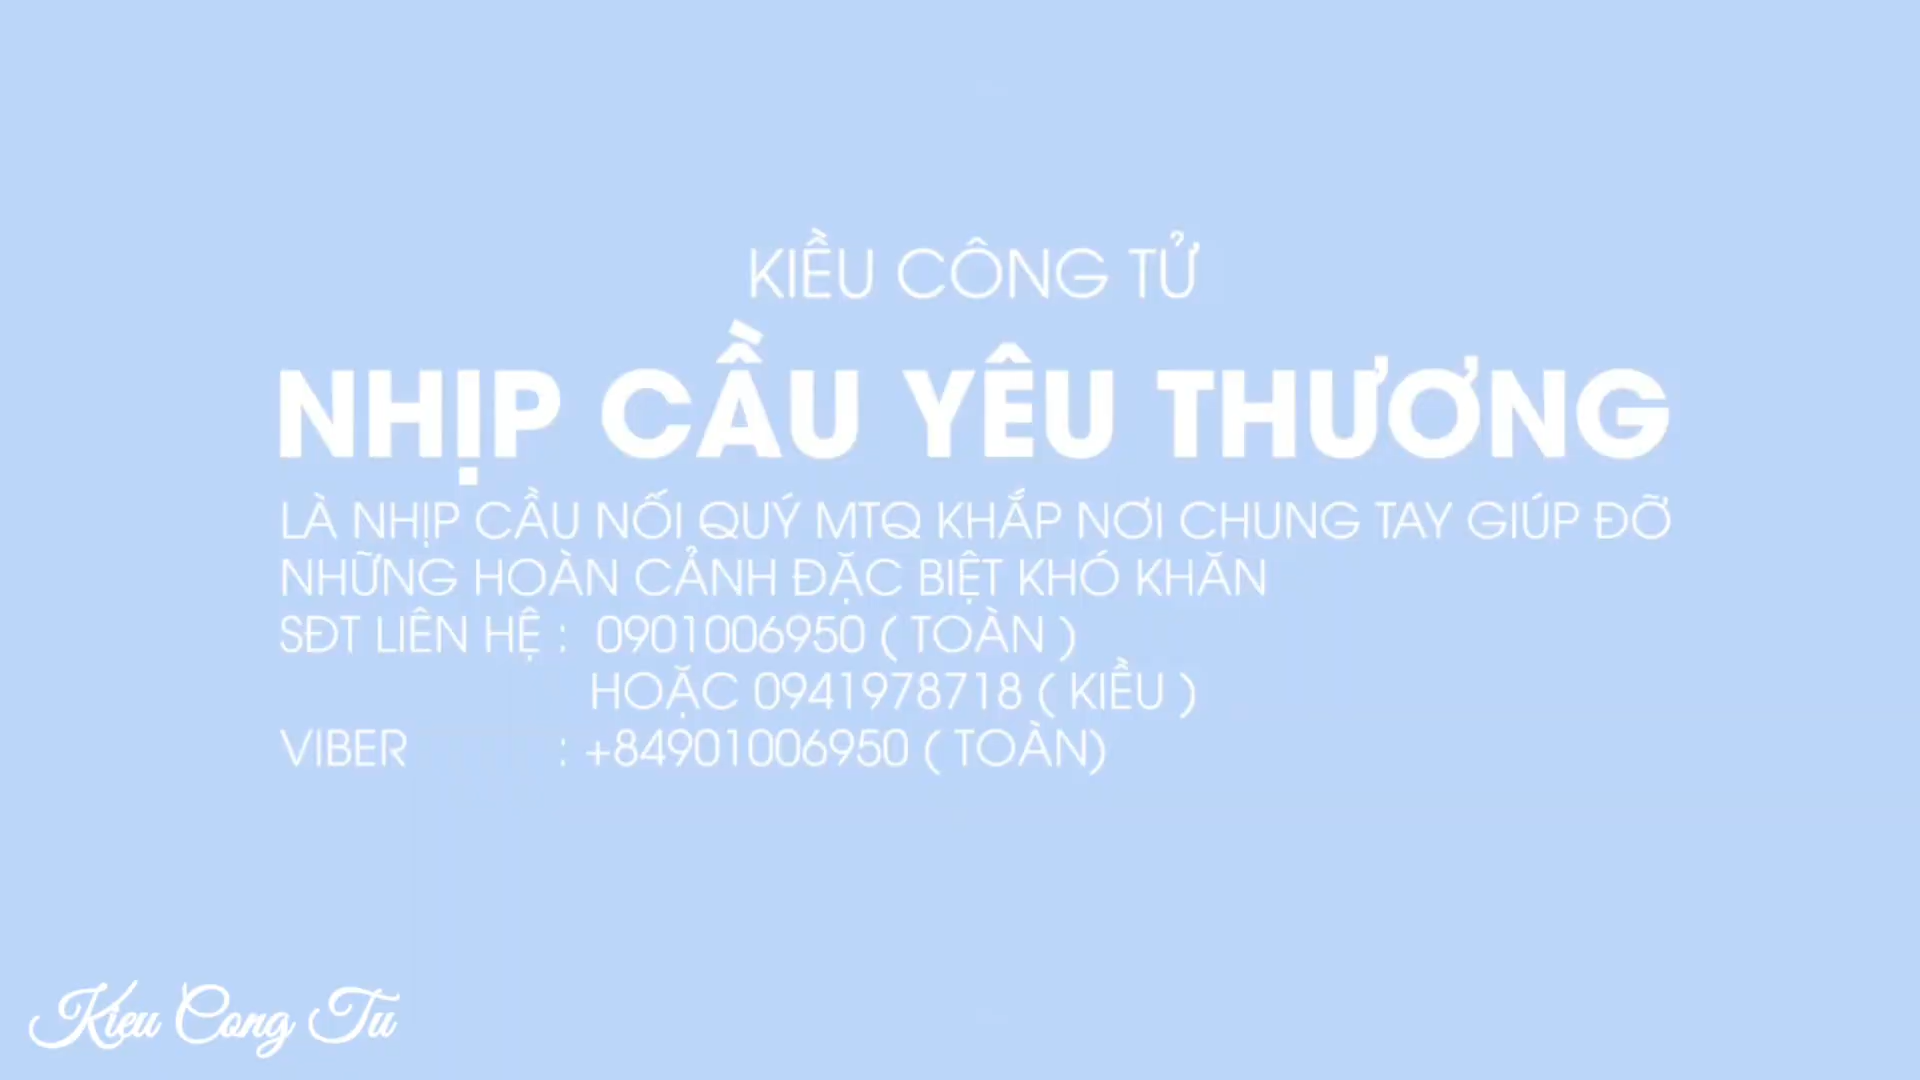 KIỀU CÔNG TỬ
NHỊP CẦU YÊU THƯƠNG
LÀ NHỊP CẦU NỐI QUÝ MTQ KHẮP NƠI CHUNG TAY GIÚP ĐỠ
NHỮNG HOÀN CẢNH ĐẶC BIỆT KHÓ KHĂN
SĐT LIÊN HỆ : 0901006950 ( TOÀN )
HOẶC 0941978718 ( KIỀU )
VIBER : +84901006950 ( TOÀN)
Kieu Cong Tu